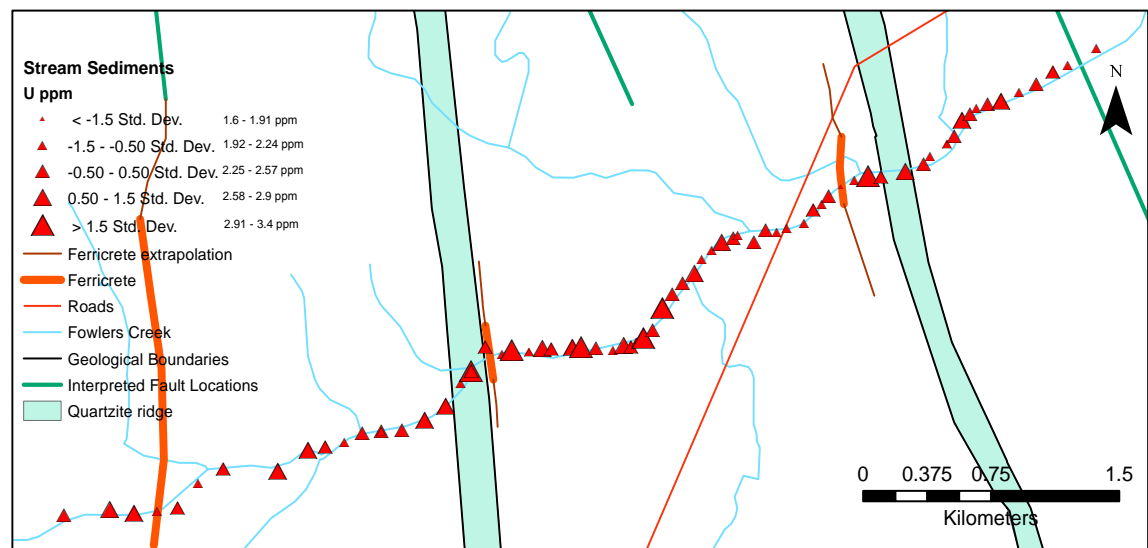 Stream Sediments
U ppm
< -1.5 Std. Dev. 1.6 - 1.91 ppm
-1.5 - -0.50 Std. Dev. 1.92 - 2.24 ppm
-0.50 - 0.50 Std. Dev. 2.25 - 2.57 ppm
0.50 - 1.5 Std. Dev. 2.58 - 2.9 ppm
> 1.5 Std. Dev. 2.91 - 3.4 ppm
Ferricrete extrapolation
Ferricrete
Roads
Fowlers Creek
Geological Boundaries
Interpreted Fault Locations
Quartzite ridge
N
0 0.375 0.75 1.5
Kilometers